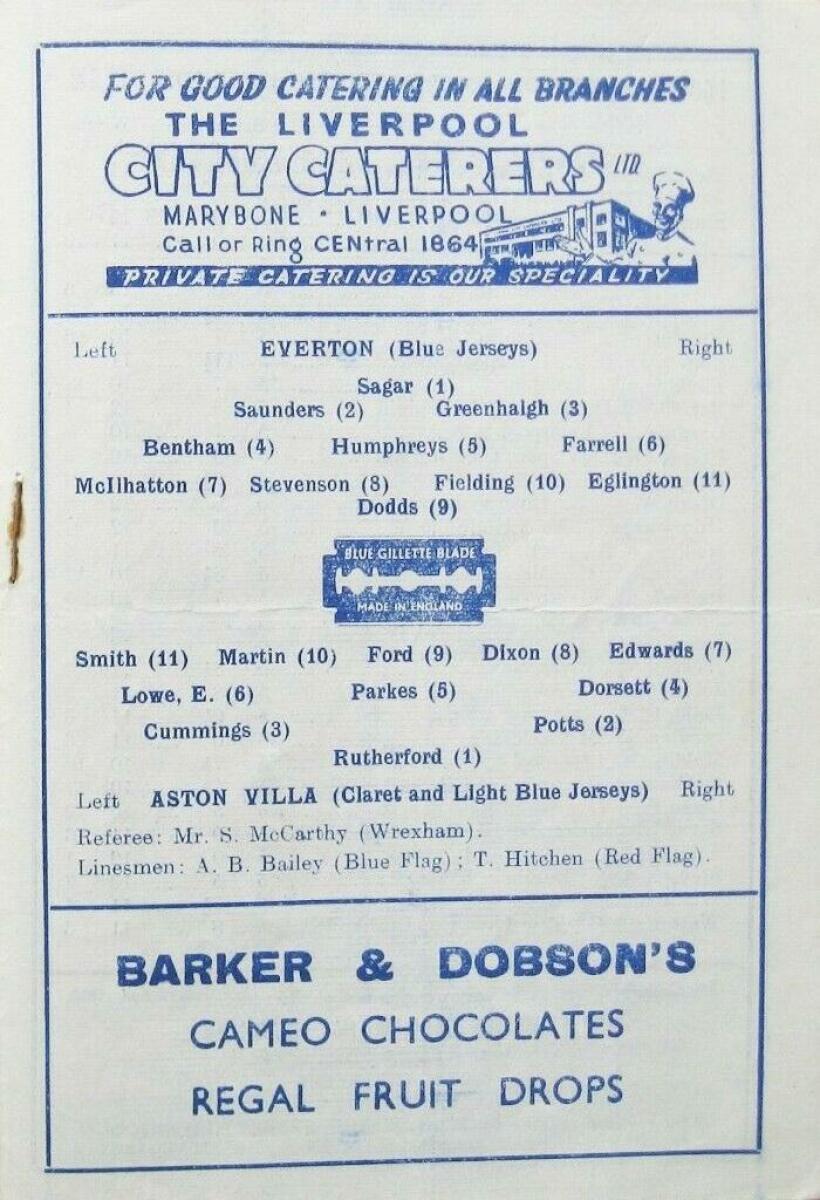 FOR GOOD CATERING IN ALL BRANCHES
THE LIVERPOOL
CITY CATERERS LTD
MARYBONE · LIVERPOOL
Call or Ring CENtral 1864
PRIVATE CATERING IS OUR SPECIALITY
Left EVERTON (Blue Jerseys) Right
Sagar (1)
Saunders (2) Greenhalgh (3)
Bentham (4) Humphreys (5) Farrell (6)
McIlhatton (7) Stevenson (8) Fielding (10) Eglington (11)
Dodds (9)
BLUE GILLETTE BLADE
MADE IN ENGLAND
Smith (11) Martin (10) Ford (9) Dixon (8) Edwards (7)
Lowe, E. (6) Parkes (5) Dorsett (4)
Cummings (3) Potts (2)
Rutherford (1)
Left ASTON VILLA (Claret and Light Blue Jerseys) Right
Referee: Mr. S. McCarthy (Wrexham).
Linesmen: A. B. Bailey (Blue Flag); T. Hitchen (Red Flag).
BARKER & DOBSON'S
CAMEO CHOCOLATES
REGAL FRUIT DROPS